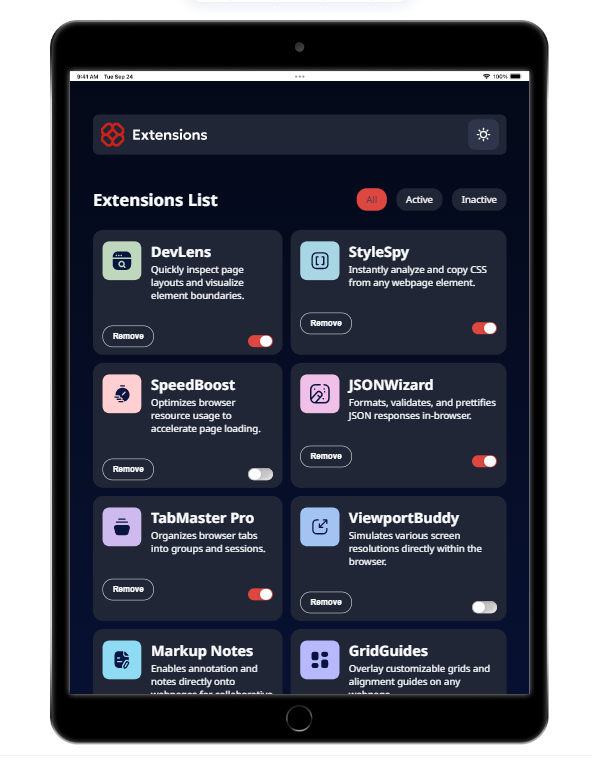 9:41 AM Tue Sep 24
100%
Extensions
Extensions List
All
Active
Inactive
DevLens
Quickly inspect page
layouts and visualize
element boundaries.
Remove
StyleSpy
Instantly analyze and copy CSS
from any webpage element.
Remove
SpeedBoost
Optimizes browser
resource usage to
accelerate page loading.
Remove
JSONWizard
Formats, validates, and prettifies
JSON responses in-browser.
Remove
TabMaster Pro
Organizes browser tabs
into groups and sessions.
Remove
ViewportBuddy
Simulates various screen
resolutions directly within the
browser.
Remove
Markup Notes
Enables annotation and
notes directly onto
webpages for collaborative
GridGuides
Overlay customizable grids and
alignment guides on any
webpage.